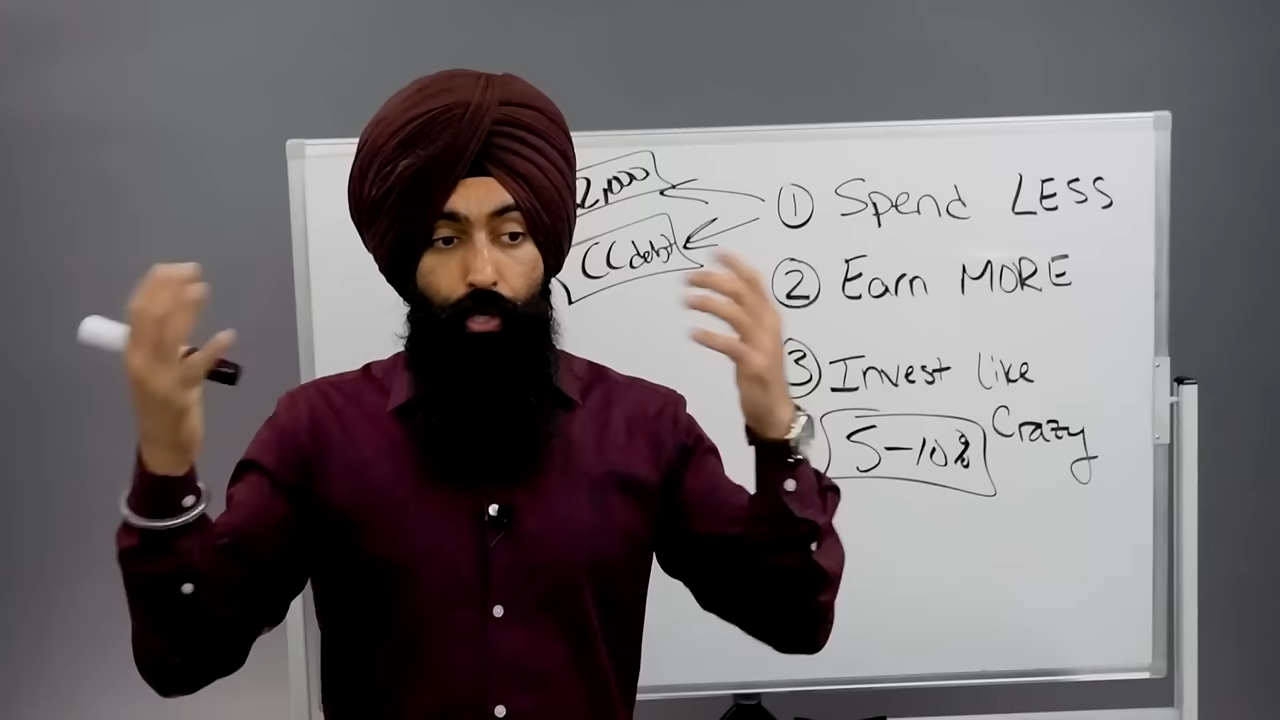 2,000
CC debt
① Spend LESS
② Earn MORE
③ Invest like
Crazy
5-10%